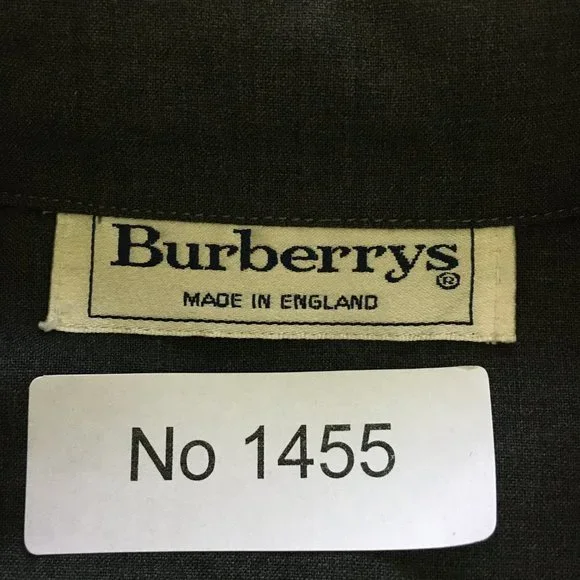 Burberrys
®
MADE IN ENGLAND
No 1455